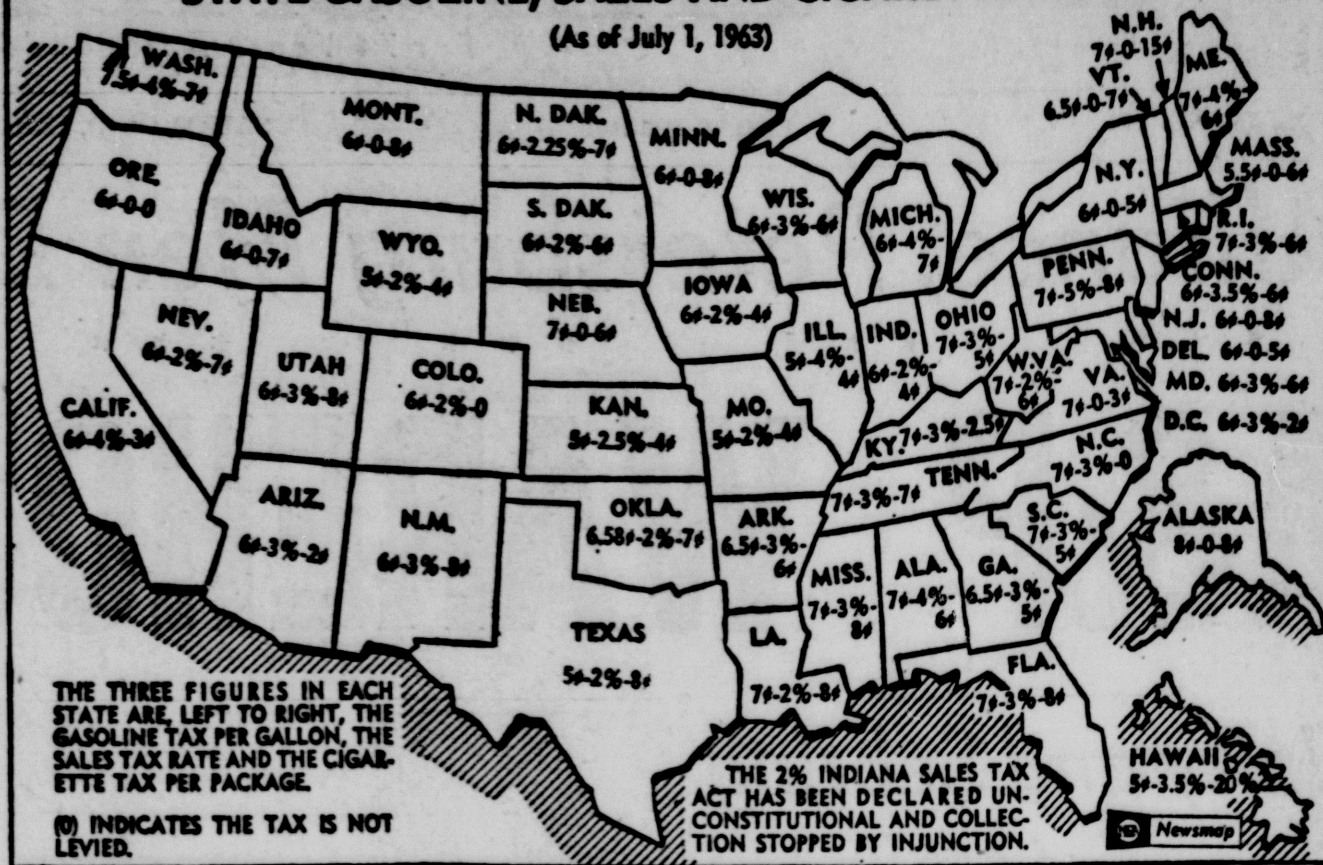 (As of July 1, 1963)
WASH.
7.5¢-4%-7¢
MONT.
6¢-0-8¢
N. DAK.
6¢-2.25%-7¢
MINN.
6¢-0-8¢
N.H.
7¢-0-15¢
VT.
6.5¢-0-7¢
ME.
7¢-4%-
6¢
MASS.
5.5¢-0-6¢
ORE.
6¢-0-0
IDAHO
6¢-0-7¢
WYO.
5¢-2%-4¢
S. DAK.
6¢-2%-6¢
WIS.
6¢-3%-6¢
MICH.
6¢-4%-
7¢
N.Y.
6¢-0-5¢
R.I.
7¢-3%-6¢
PENN.
7¢-5%-8¢
CONN.
6¢-3.5%-6¢
NEV.
6¢-2%-7¢
UTAH
6¢-3%-8¢
COLO.
6¢-2%-0
NEB.
7¢-0-6¢
IOWA
6¢-2%-4¢
ILL.
5¢-4%-
4¢
IND.
6¢-2%-
4¢
OHIO
7¢-3%-
5¢
N.J. 6¢-0-8¢
DEL. 6¢-0-5¢
MD. 6¢-3%-6¢
D.C. 6¢-3%-2¢
W.VA.
7¢-2%-
6¢
VA.
7¢-0-3¢
CALIF.
6¢-4%-3¢
KAN.
5¢-2.5%-4¢
MO.
5¢-2%-4¢
KY. 7¢-3%-2.5¢
N.C.
7¢-3%-0
TENN.
7¢-3%-7¢
ARIZ.
6¢-3%-2¢
N.M.
6¢-3%-8¢
OKLA.
6.58¢-2%-7¢
ARK.
6.5¢-3%-
6¢
S.C.
7¢-3%-
5¢
ALASKA
8¢-0-8¢
MISS.
7¢-3%-
8¢
ALA.
7¢-4%-
6¢
GA.
6.5¢-3%-
5¢
TEXAS
5¢-2%-8¢
LA.
7¢-2%-8¢
FLA.
7¢-3%-8¢
HAWAII
5¢-3.5%-20%
THE THREE FIGURES IN EACH
STATE ARE, LEFT TO RIGHT, THE
GASOLINE TAX PER GALLON, THE
SALES TAX RATE AND THE CIGAR-
ETTE TAX PER PACKAGE.
(0) INDICATES THE TAX IS NOT
LEVIED.
THE 2% INDIANA SALES TAX
ACT HAS BEEN DECLARED UN-
CONSTITUTIONAL AND COLLEC-
TION STOPPED BY INJUNCTION.
Newsmap